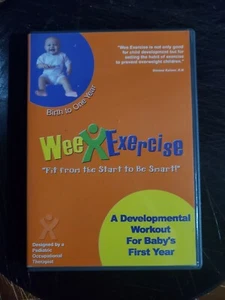 "Wee Exercise is not only good
for child development but for
setting the habit of exercise
to prevent overweight children."
Birth to One Year
Wee Exercise
"Fit from the Start to Be Smart!"
Designed by a
Pediatric
Occupational
Therapist
A Developmental
Workout
For Baby's
First Year